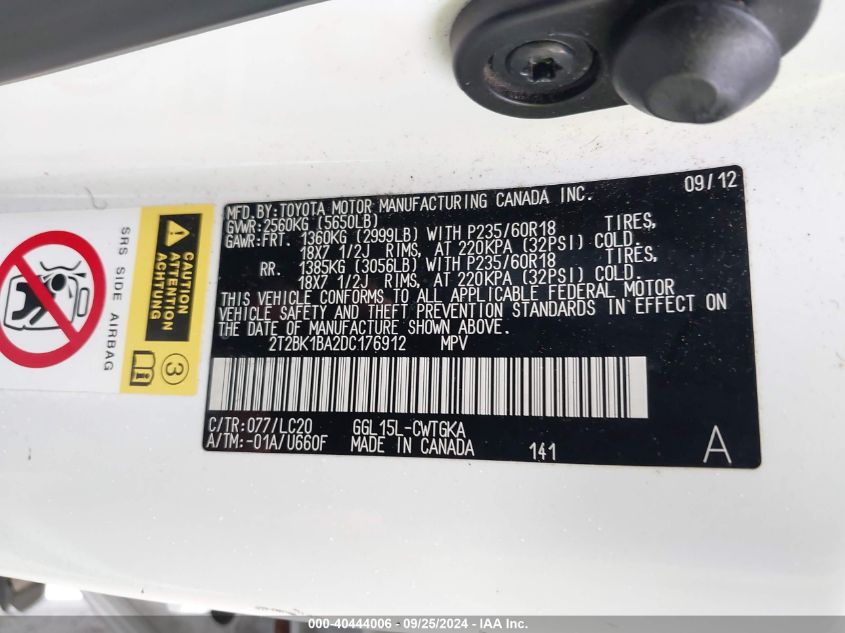 MFD.BY:TOYOTA MOTOR MANUFACTURING CANADA INC. 09/12
GVWR:2560KG (5650LB)
GAWR:FRT. 1360KG (2999LB) WITH P235/60R18 TIRES,
18X7 1/2J RIMS, AT 220KPA (32PSI) COLD.
RR. 1385KG (3056LB) WITH P235/60R18 TIRES,
18X7 1/2J RIMS, AT 220KPA (32PSI) COLD.
THIS VEHICLE CONFORMS TO ALL APPLICABLE FEDERAL MOTOR
VEHICLE SAFETY AND THEFT PREVENTION STANDARDS IN EFFECT ON
THE DATE OF MANUFACTURE SHOWN ABOVE.
2T2BK1BA2DC176912 MPV
C/TR:077/LC20 GGL15L-CWTGKA
A/TM:-01A/U660F MADE IN CANADA 141 A
SRS SIDE AIRBAG
CAUTION
ATTENTION
3
000-40444006 - 09/25/2024 - IAA Inc.